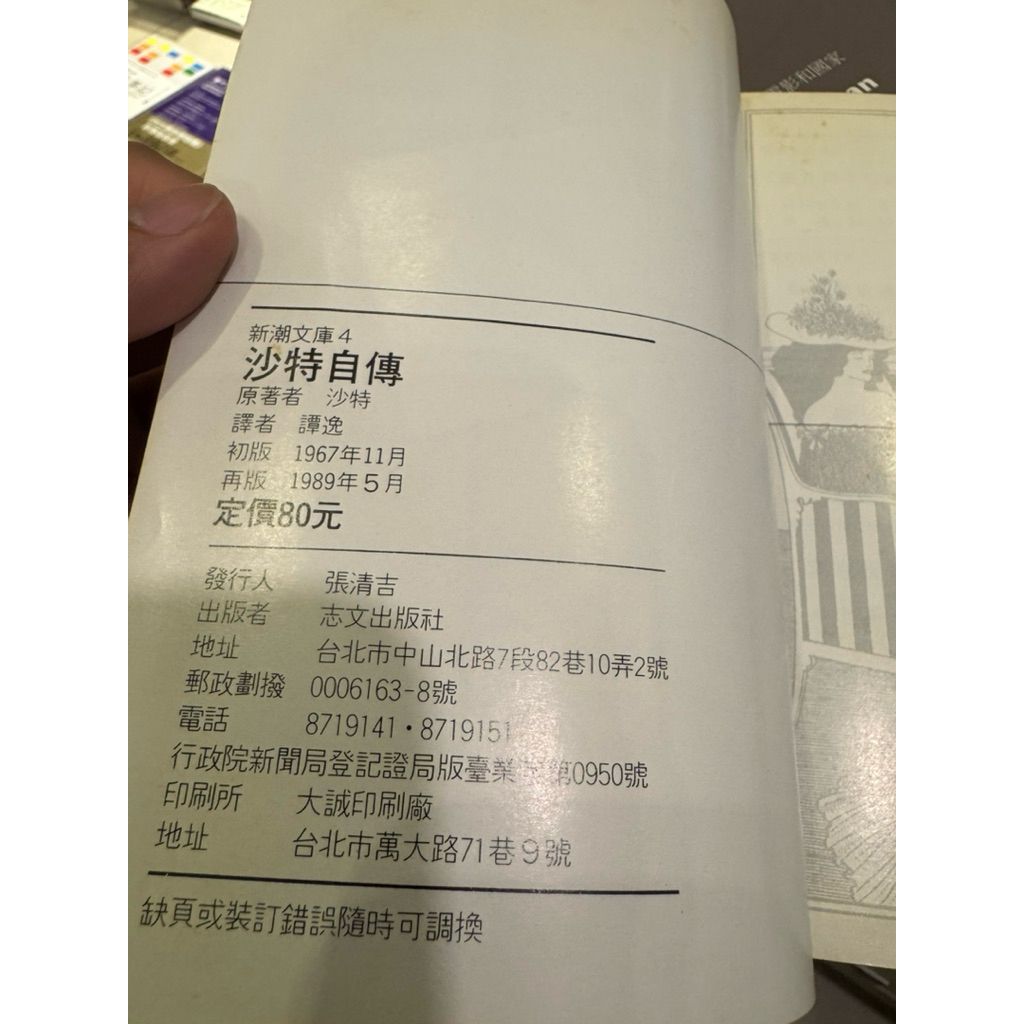 影和國家
新潮文庫4
沙特自傳
原著者 沙特
譯者 譚逸
初版 1967年11月
再版 1989年5月
定價80元
發行人 張清吉
出版者 志文出版社
地址 台北市中山北路7段82巷10弄2號
郵政劃撥 0006163-8號
電話 8719141・8719151
行政院新聞局登記證局版臺業 第0950號
印刷所 大誠印刷廠
地址 台北市萬大路71巷9號
缺頁或裝訂錯誤隨時可調換